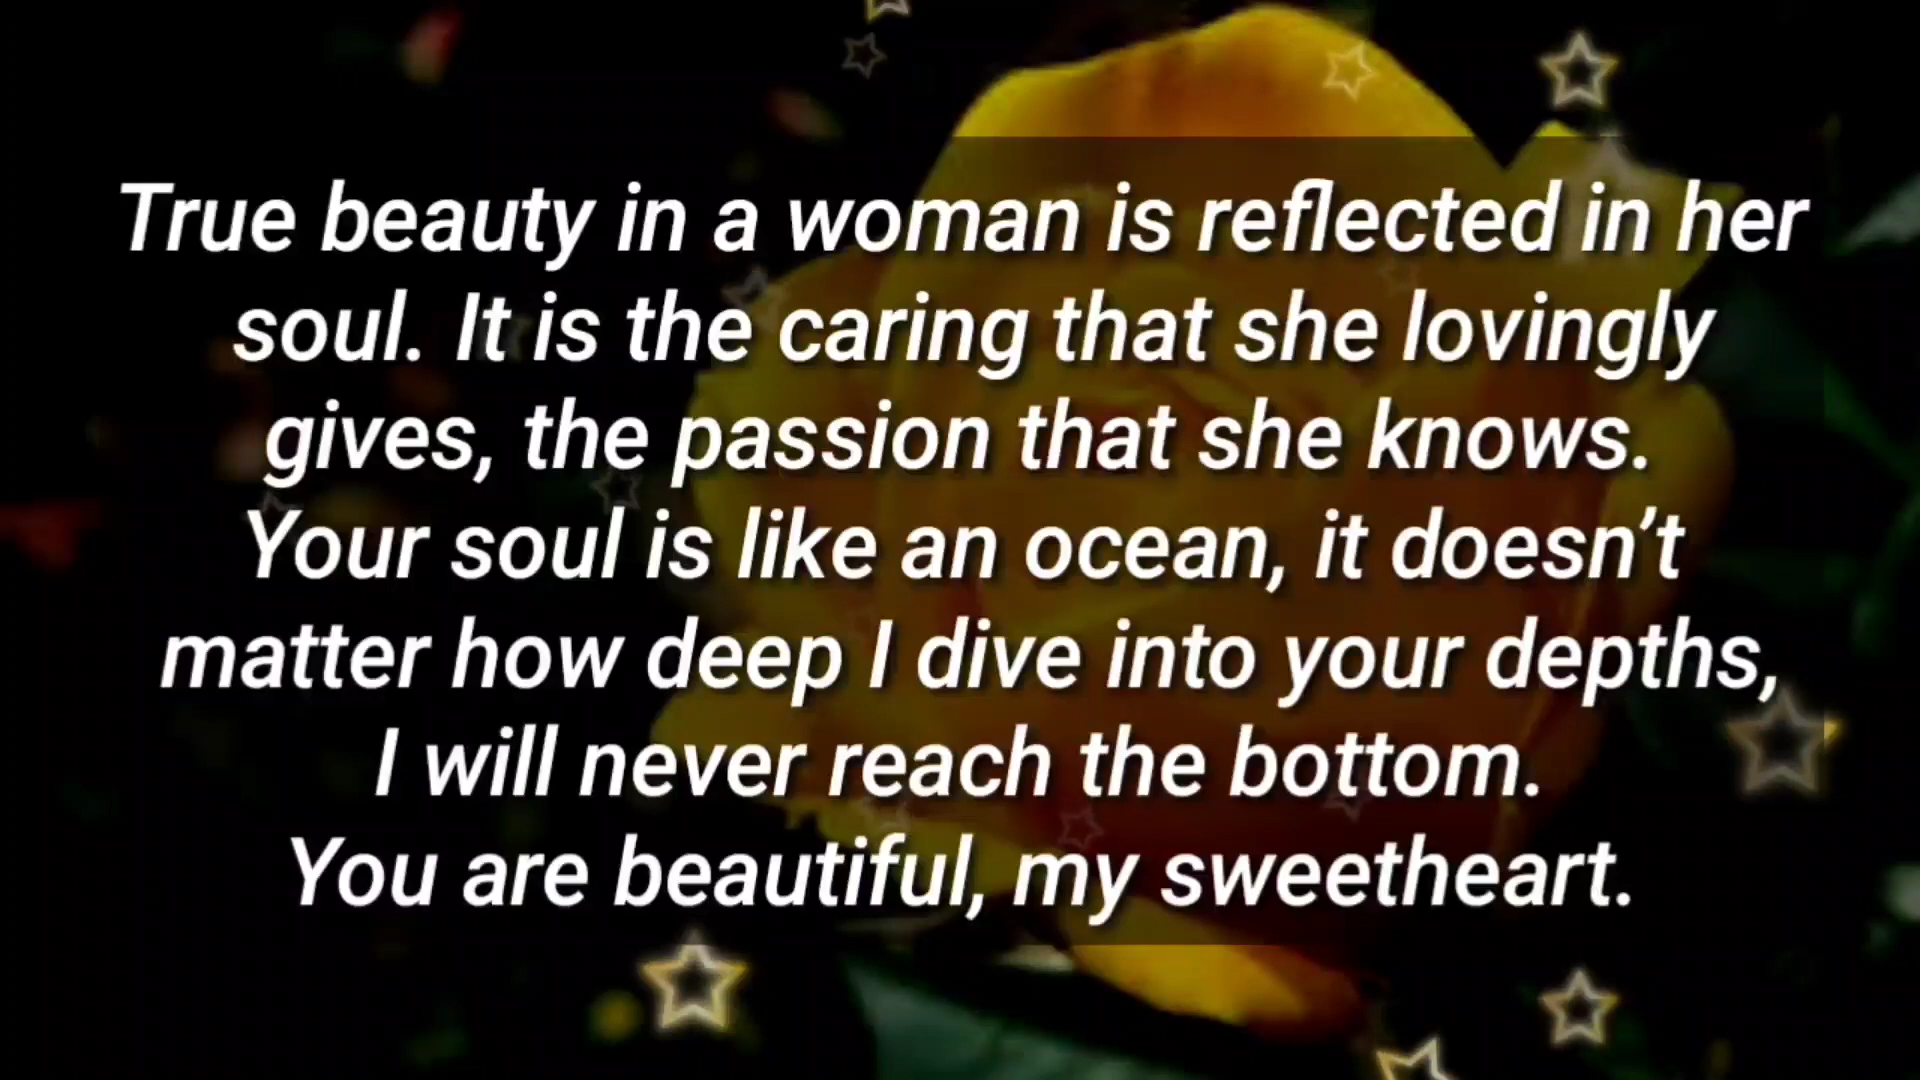 True beauty in a woman is reflected in her
soul. It is the caring that she lovingly
gives, the passion that she knows.
Your soul is like an ocean, it doesn’t
matter how deep I dive into your depths,
I will never reach the bottom.
You are beautiful, my sweetheart.